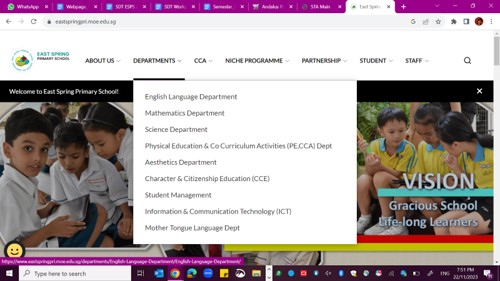 WhatsApp
Webpage
SDT ESPS
SDT Work
Semester_
Andaka
STA Main
East Sprin
eastspringpri.moe.edu.sg
EAST SPRING
PRIMARY SCHOOL
ABOUT US DEPARTMENTS CCA NICHE PROGRAMME PARTNERSHIP STUDENT STAFF
Welcome to East Spring Primary School!
English Language Department
Mathematics Department
Science Department
Physical Education & Co Curriculum Activities (PE,CCA) Dept
Aesthetics Department
Character & Citizenship Education (CCE)
Student Management
Information & Communication Technology (ICT)
Mother Tongue Language Dept
VISION
Gracious School
Life-long Learners
https://www.eastspringpri.moe.edu.sg/departments/English-Language-Department/English-Language-Department/
Type here to search
ENG
7:51 PM
22/11/2023